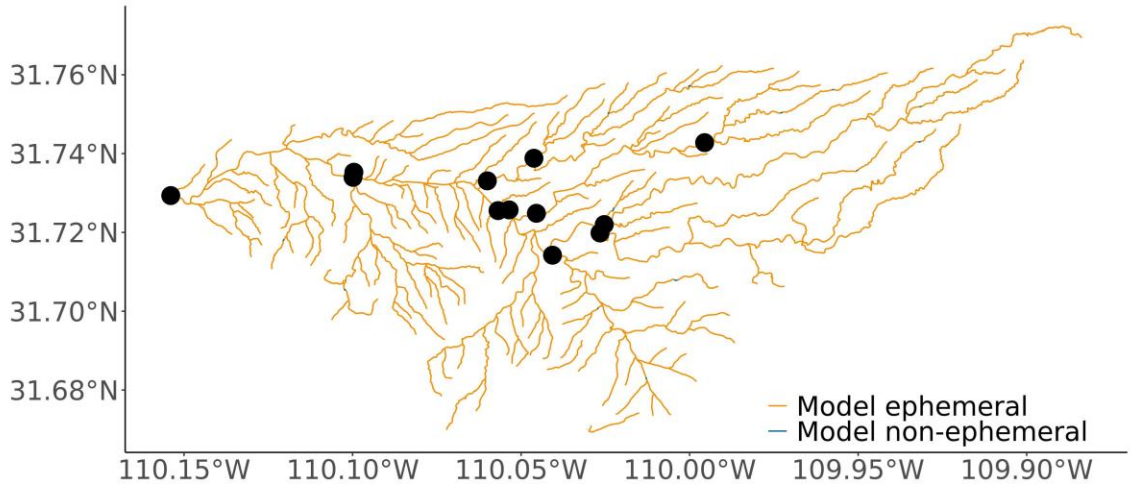 31.76°N
31.74°N
31.72°N
31.70°N
31.68°N
Model ephemeral
Model non-ephemeral
110.15°W 110.10°W 110.05°W 110.00°W 109.95°W 109.90°W